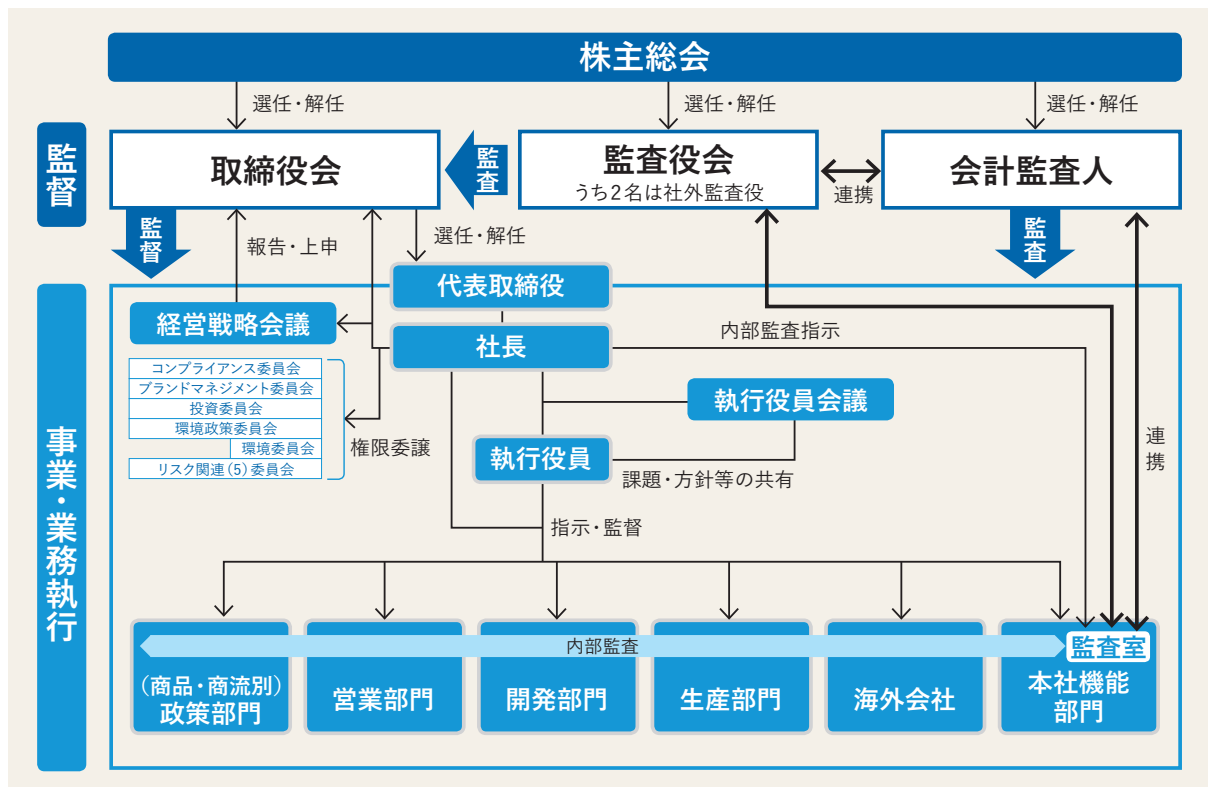 株主総会
選任・解任
選任・解任
選任・解任
監督
取締役会
監査
監査役会
うち2名は社外監査役
連携
会計監査人
監督
報告・上申
選任・解任
監査
事業・業務執行
代表取締役
経営戦略会議
社長
内部監査指示
コンプライアンス委員会
ブランドマネジメント委員会
投資委員会
環境政策委員会
環境委員会
リスク関連（5）委員会
権限委譲
執行役員会議
執行役員
課題・方針等の共有
連携
指示・監督
内部監査
監査室
（商品・商流別）
政策部門
営業部門
開発部門
生産部門
海外会社
本社機能
部門